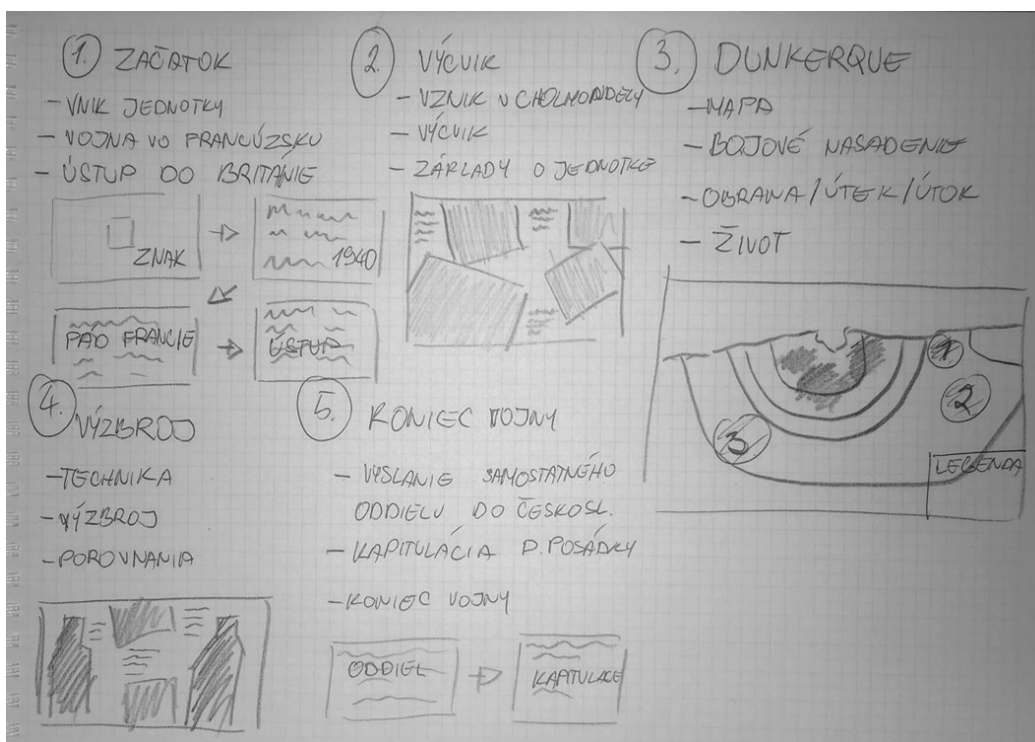 1. ZAČATOK
- VNIK JEDNOTKY
- VOJNA VO FRANCÚZSKU
- ÚSTUP DO BRITÁNIE
ZNAK
1940
PÁD FRANCIE
ÚSTUP
2. VÝCVIK
- VZNIK V CHOLMONDELY
- VÝCVIK
- ZÁKLADY O JEDNOTKE
3. DUNKERQUE
- MAPA
- BOJOVÉ NASADENIE
- OBRANA/ÚTEK/ÚTOK
- ŽIVOT
1
2
3
LEGENDA
4. VÝZBROJ
- TECHNIKA
- VÝZBROJ
- POROVNANIA
5. KONIEC VOJNY
- VYSLANIE SAMOSTATNÉHO
ODDIELU DO ČESKOSL.
- KAPITULÁCIA D. POSÁDKY
- KONIEC VOJNY
ODDIEL
KAPITULACE